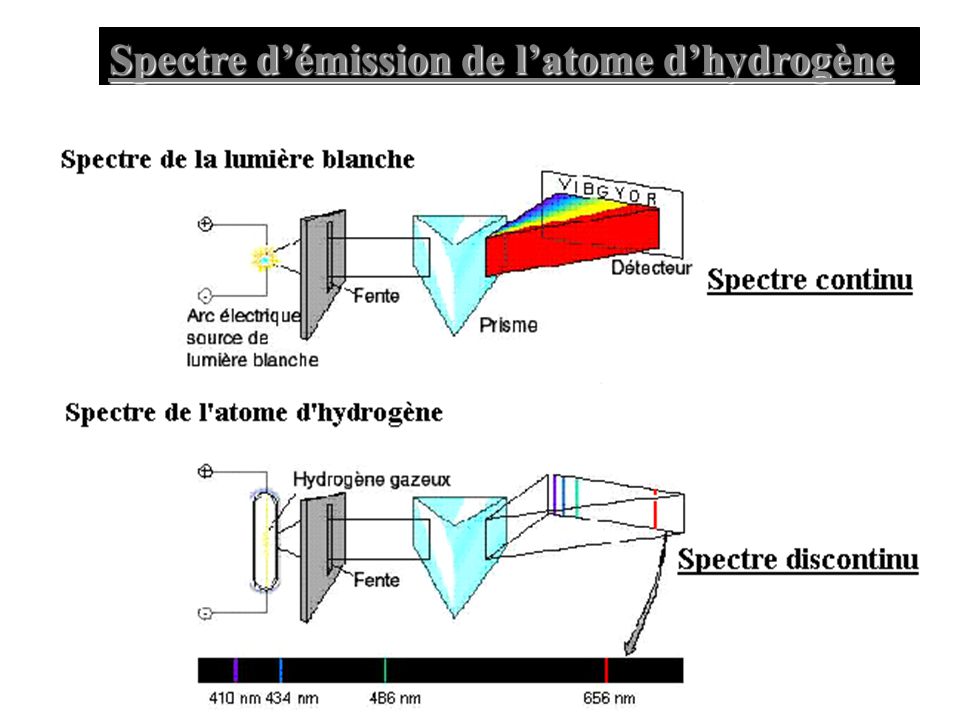 Spectre d’émission de l’atome d’hydrogène
Spectre de la lumière blanche
V I B G Y O R
Détecteur
Spectre continu
Fente
Prisme
Arc électrique
source de
lumière blanche
Spectre de l'atome d'hydrogène
Hydrogène gazeux
Spectre discontinu
Fente
410 nm 434 nm 486 nm 656 nm